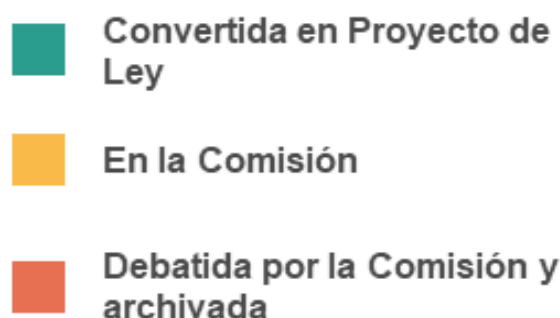 Convertida en Proyecto de
Ley
En la Comisión
Debatida por la Comisión y
archivada